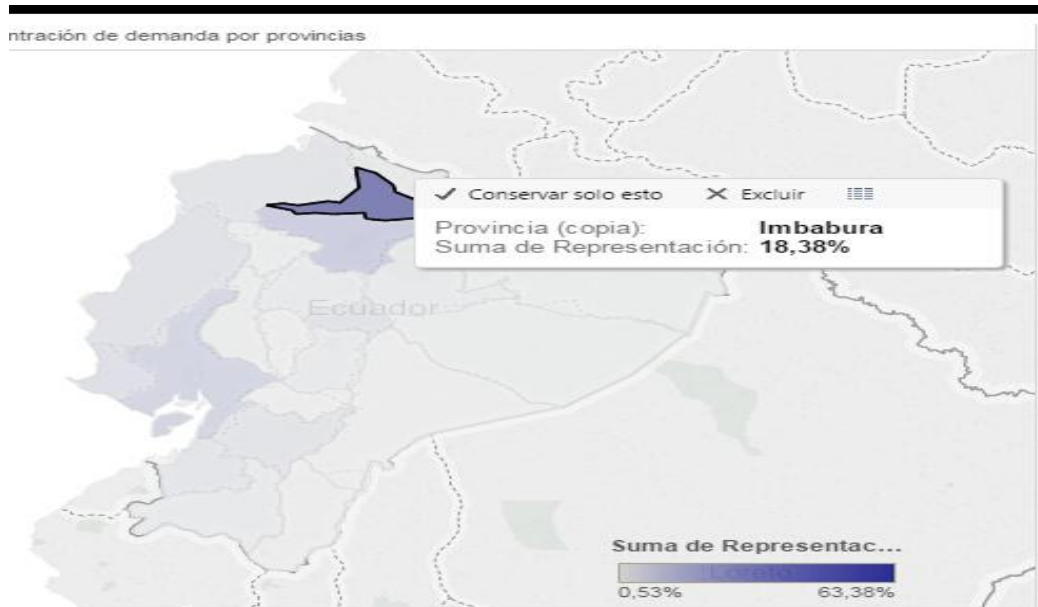 ntración de demanda por provincias
✓ Conservar solo esto ✕ Excluir
Provincia (copia): Imbabura
Suma de Representación: 18,38%
Ecuador
Suma de Representac...
Loreto
0,53% 63,38%